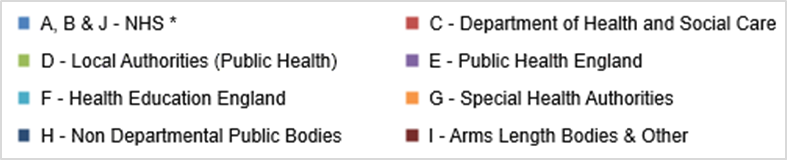 A, B & J - NHS *
C - Department of Health and Social Care
D - Local Authorities (Public Health)
E - Public Health England
F - Health Education England
G - Special Health Authorities
H - Non Departmental Public Bodies
I - Arms Length Bodies & Other